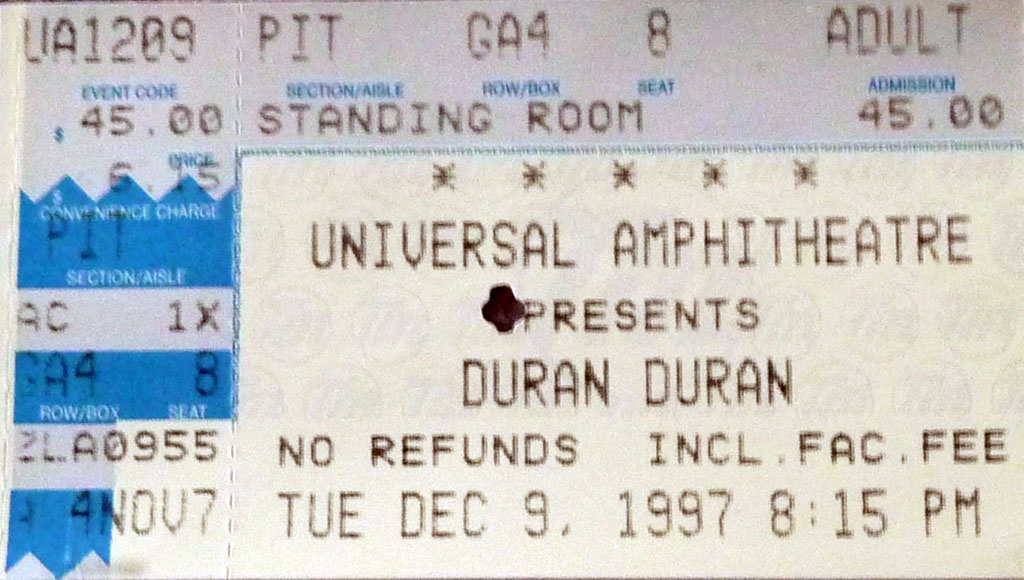 UA1209 PIT GA4 8 ADULT
EVENT CODE SECTION/AISLE ROW/BOX SEAT ADMISSION
$ 45.00 STANDING ROOM 45.00
PRICE
$ 6.75
CONVENIENCE CHARGE
PIT
SECTION/AISLE
AC 1X
GA4 8
ROW/BOX SEAT
ZLA0955
4NOV7
* * * * *
UNIVERSAL AMPHITHEATRE
PRESENTS
DURAN DURAN
NO REFUNDS INCL.FAC.FEE
TUE DEC 9, 1997 8:15 PM